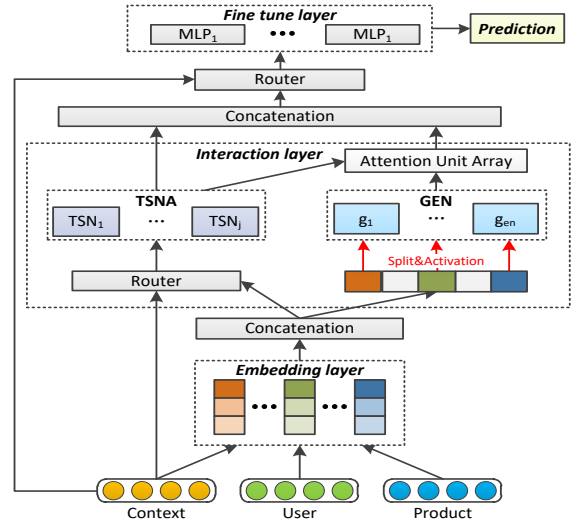 Fine tune layer
MLP₁ ••• MLP₁
Prediction
Router
Concatenation
Interaction layer
Attention Unit Array
TSNA
TSN₁ ... TSNⱼ
GEN
g₁ ... gₑₙ
Split&Activation
Router
Concatenation
Embedding layer
••• •••
Context User Product